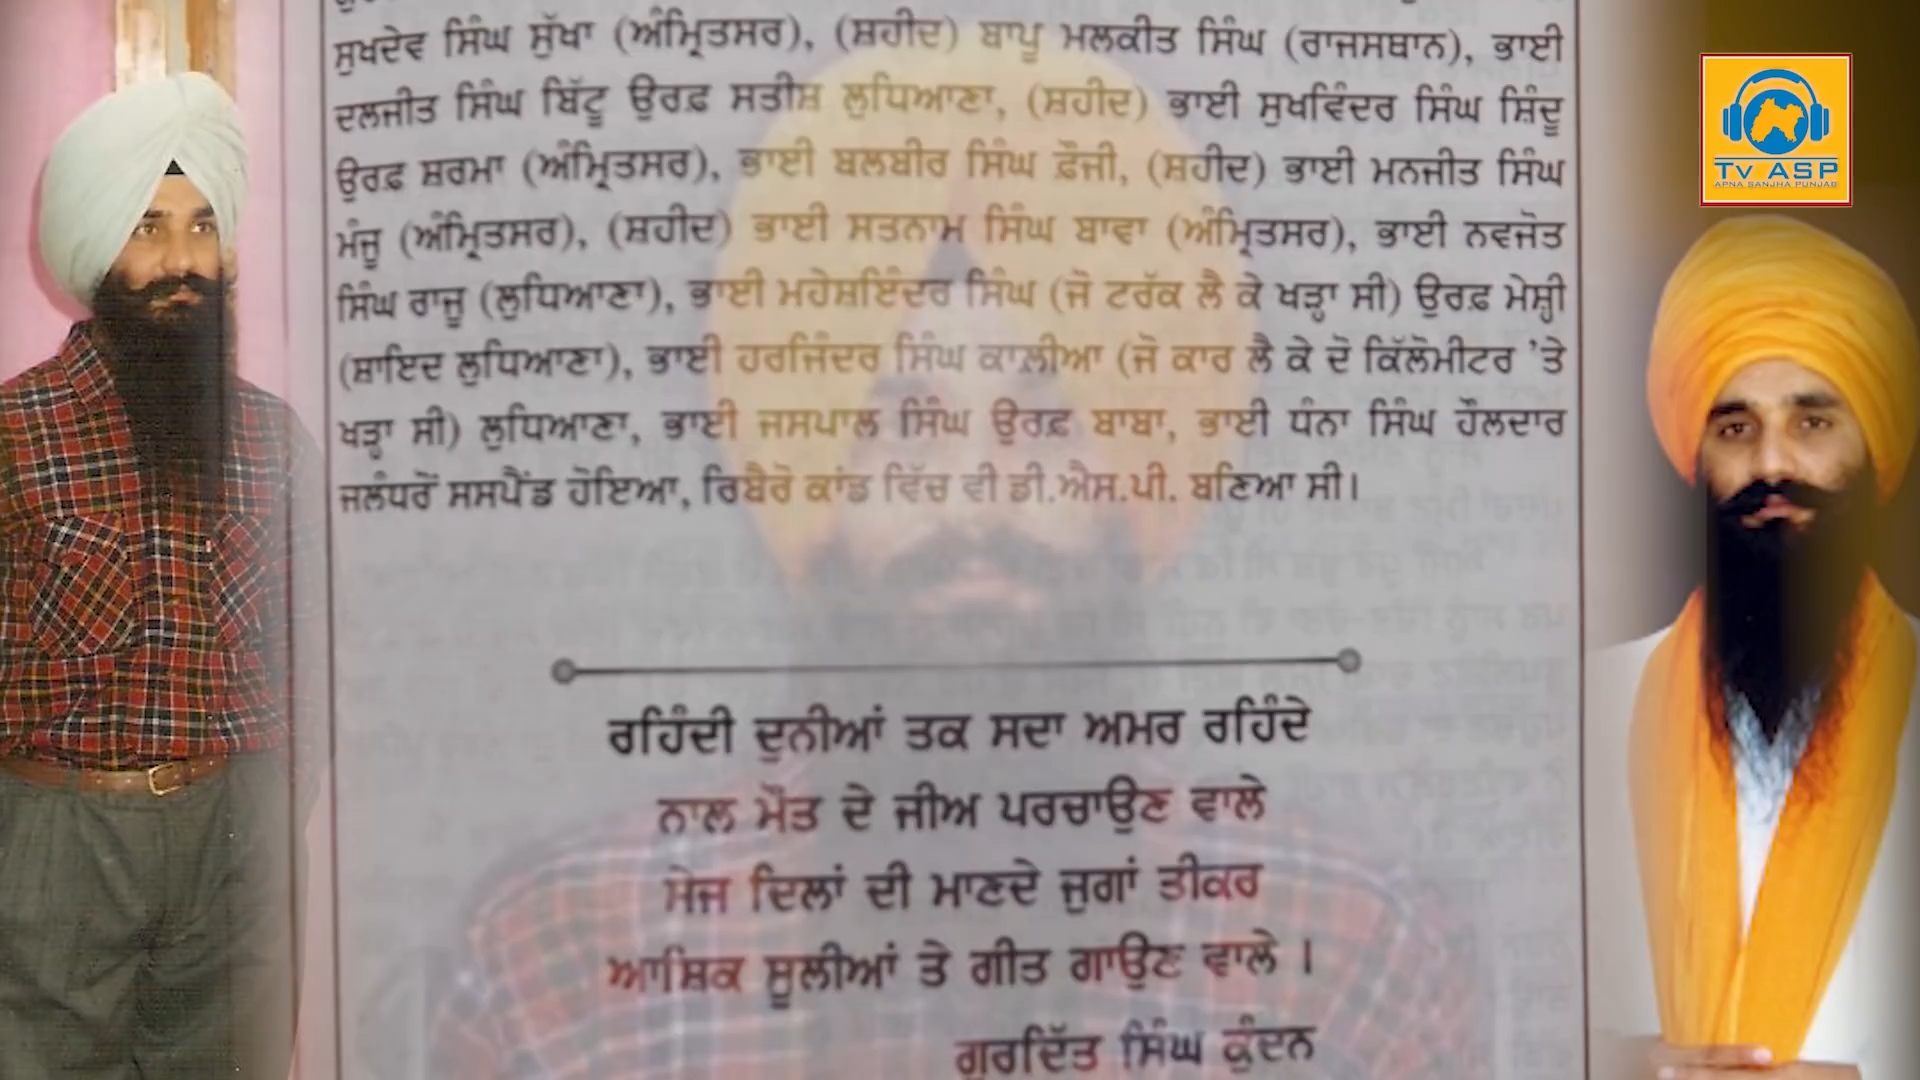 ਸੁਖਦੇਵ ਸਿੰਘ ਸੁੱਖਾ (ਅੰਮ੍ਰਿਤਸਰ), (ਸ਼ਹੀਦ) ਬਾਪੂ ਮਲਕੀਤ ਸਿੰਘ (ਰਾਜਸਥਾਨ), ਭਾਈ
ਦਲਜੀਤ ਸਿੰਘ ਬਿੱਟੂ ਉਰਫ਼ ਸਤੀਸ਼ ਲੁਧਿਆਣਾ, (ਸ਼ਹੀਦ) ਭਾਈ ਸੁਖਵਿੰਦਰ ਸਿੰਘ ਸ਼ਿੰਦੂ
ਉਰਫ਼ ਸ਼ਰਮਾ (ਅੰਮ੍ਰਿਤਸਰ), ਭਾਈ ਬਲਬੀਰ ਸਿੰਘ ਫ਼ੌਜੀ, (ਸ਼ਹੀਦ) ਭਾਈ ਮਨਜੀਤ ਸਿੰਘ
ਮੰਜੂ (ਅੰਮ੍ਰਿਤਸਰ), (ਸ਼ਹੀਦ) ਭਾਈ ਸਤਨਾਮ ਸਿੰਘ ਬਾਵਾ (ਅੰਮ੍ਰਿਤਸਰ), ਭਾਈ ਨਵਜੋਤ
ਸਿੰਘ ਰਾਜੂ (ਲੁਧਿਆਣਾ), ਭਾਈ ਮਹੇਸ਼ਇੰਦਰ ਸਿੰਘ (ਜੋ ਟਰੱਕ ਲੈ ਕੇ ਖੜ੍ਹਾ ਸੀ) ਉਰਫ਼ ਮੇਸ਼ੀ
(ਸ਼ਾਇਦ ਲੁਧਿਆਣਾ), ਭਾਈ ਹਰਜਿੰਦਰ ਸਿੰਘ ਕਾਲੀਆ (ਜੋ ਕਾਰ ਲੈ ਕੇ ਦੋ ਕਿੱਲੋਮੀਟਰ 'ਤੇ
ਖੜ੍ਹਾ ਸੀ) ਲੁਧਿਆਣਾ, ਭਾਈ ਜਸਪਾਲ ਸਿੰਘ ਉਰਫ਼ ਬਾਬਾ, ਭਾਈ ਧੰਨਾ ਸਿੰਘ ਹੌਲਦਾਰ
ਜਲੰਧਰੋਂ ਸਸਪੈਂਡ ਹੋਇਆ, ਰਿਬੈਰੋ ਕਾਂਡ ਵਿੱਚ ਵੀ ਡੀ.ਐਸ.ਪੀ. ਬਣਿਆ ਸੀ।
ਰਹਿੰਦੀ ਦੁਨੀਆਂ ਤਕ ਸਦਾ ਅਮਰ ਰਹਿੰਦੇ
ਨਾਲ ਮੌਤ ਦੇ ਜੀਅ ਪਰਚਾਉਣ ਵਾਲੇ
ਸੇਜ ਦਿਲਾਂ ਦੀ ਮਾਣਦੇ ਜੁਗਾਂ ਤੀਕਰ
ਆਸ਼ਿਕ ਸੂਲੀਆਂ ਤੇ ਗੀਤ ਗਾਉਣ ਵਾਲੇ ।
ਗੁਰਦਿੱਤ ਸਿੰਘ ਕੁੰਦਨ
TV ASP
APNA SANJHA PUNJAB